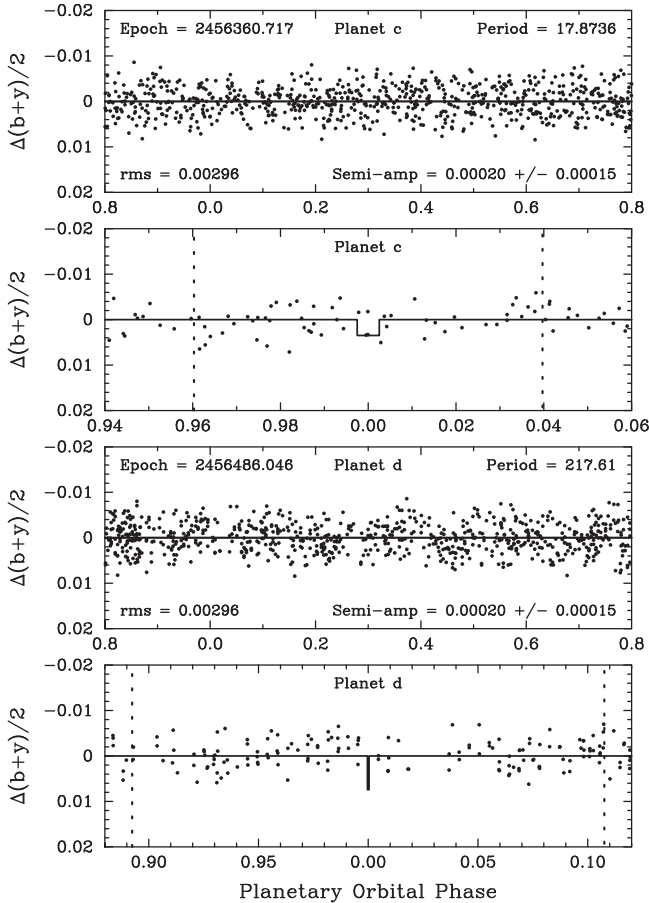 Epoch = 2456360.717 Planet c Period = 17.8736
rms = 0.00296 Semi-amp = 0.00020 +/- 0.00015
Δ(b+y)/2
-0.02
-0.01
0
0.01
0.02
0.8 0.0 0.2 0.4 0.6 0.8
Planet c
Δ(b+y)/2
-0.02
-0.01
0
0.01
0.02
0.94 0.96 0.98 0.00 0.02 0.04 0.06
Epoch = 2456486.046 Planet d Period = 217.61
rms = 0.00296 Semi-amp = 0.00020 +/- 0.00015
Δ(b+y)/2
-0.02
-0.01
0
0.01
0.02
0.8 0.0 0.2 0.4 0.6 0.8
Planet d
Δ(b+y)/2
-0.02
-0.01
0
0.01
0.02
0.90 0.95 0.00 0.05 0.10
Planetary Orbital Phase